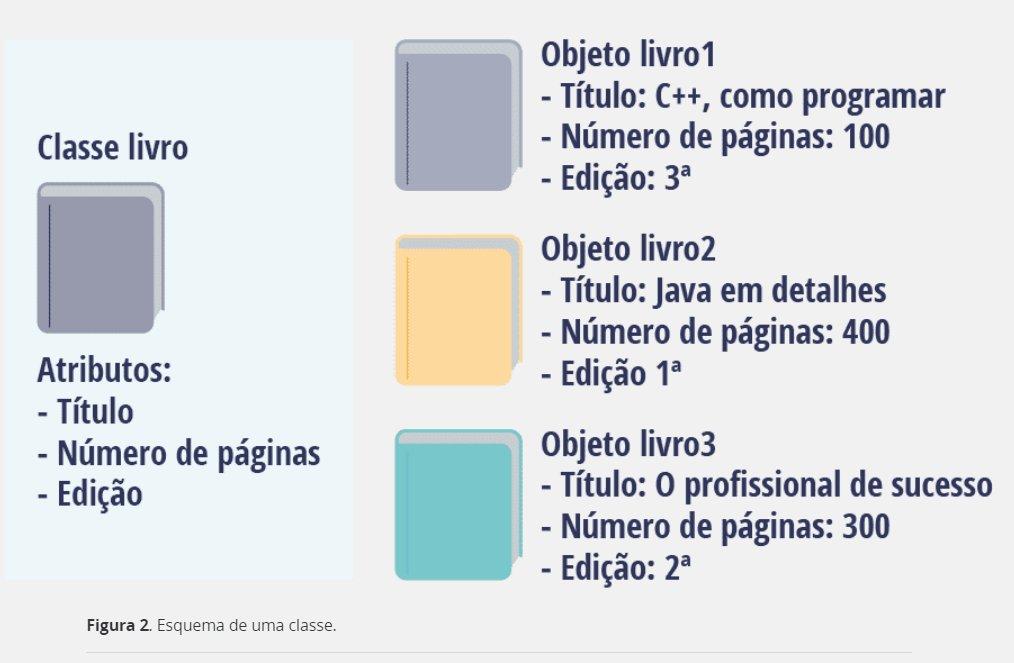 Classe livro
Atributos:
- Título
- Número de páginas
- Edição
Objeto livro1
- Título: C++, como programar
- Número de páginas: 100
- Edição: 3ª
Objeto livro2
- Título: Java em detalhes
- Número de páginas: 400
- Edição 1ª
Objeto livro3
- Título: O profissional de sucesso
- Número de páginas: 300
- Edição: 2ª
Figura 2. Esquema de uma classe.